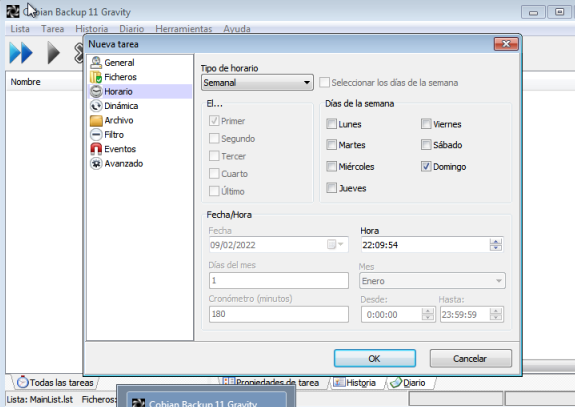 Cobian Backup 11 Gravity
Lista Tarea Historia Diario Herramientas Ayuda
Nombre
Nueva tarea
General
Ficheros
Horario
Dinámica
Archivo
Filtro
Eventos
Avanzado
Tipo de horario
Semanal
Seleccionar los días de la semana
El...
Primer
Segundo
Tercer
Cuarto
Último
Días de la semana
Lunes
Viernes
Martes
Sábado
Miércoles
Domingo
Jueves
Fecha/Hora
Fecha
Hora
09/02/2022
22:09:54
Días del mes
Mes
1
Enero
Cronómetro (minutos)
Desde:
Hasta:
180
0:00:00
23:59:59
OK
Cancelar
Todas las tareas
Propiedades de tarea
Historia
Diario
Lista: MainList.lst Ficheros:
Cobian Backup 11 Gravity